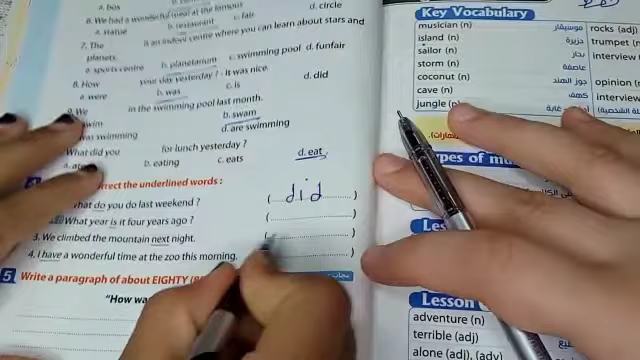 a. bos
d. circle
6. We had a wonderful meal at the famous
a. statue b. restaurant c. fair
7. The is an indoor centre where you can learn about stars and
planets.
a. sports centre b. planetarium c. swimming pool d. funfair
8. How your day yesterday ? - It was nice.
a. were b. was c. is d. did
9. We in the swimming pool last month.
swim b. swam
was swimming d. are swimming
What did you for lunch yesterday ?
b. eating c. eats d. eat
rrect the underlined words :
What do you do last weekend ? ( did )
What year is it four years ago ? ( )
3. We climbed the mountain next night. ( )
4. I have a wonderful time at the zoo this morning. )
5 Write a paragraph of about EIGHTY
"How wa
Key Vocabulary
musician (n) موسيقار
island (n) جزيرة
sailor (n) بحار
storm (n) عاصفة
coconut (n) جوز الهند
cave (n) كهف
jungle (n) غابة
rocks (adj)
trumpet (n
interview
opinion (
interview
ypes of mu
Les
Lesson
adventure (n)
terrible (adj)
alone (adj), (adv)